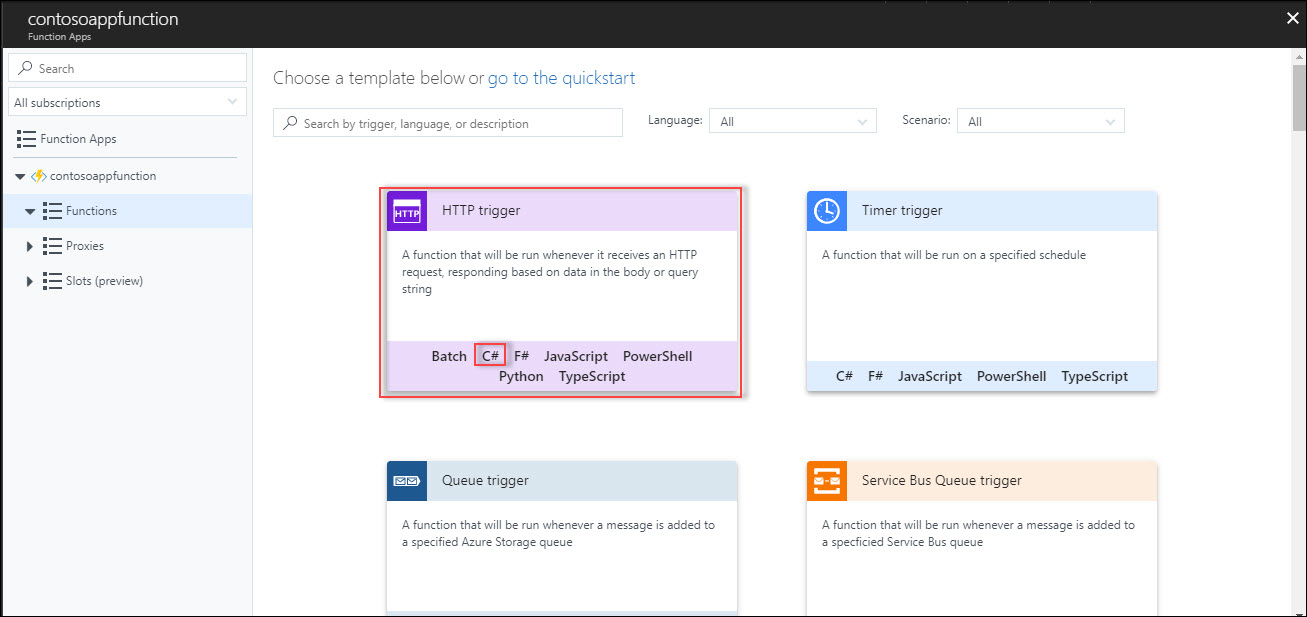 contosoappfunction
Function Apps
Search
All subscriptions
Function Apps
contosoappfunction
Functions
Proxies
Slots (preview)
Choose a template below or go to the quickstart
Search by trigger, language, or description
Language: All
Scenario: All
HTTP
HTTP trigger
A function that will be run whenever it receives an HTTP
request, responding based on data in the body or query
string
Batch C# F# JavaScript PowerShell
Python TypeScript
Timer trigger
A function that will be run on a specified schedule
C# F# JavaScript PowerShell TypeScript
Queue trigger
A function that will be run whenever a message is added to
a specified Azure Storage queue
Service Bus Queue trigger
A function that will be run whenever a message is added to
a specficied Service Bus queue